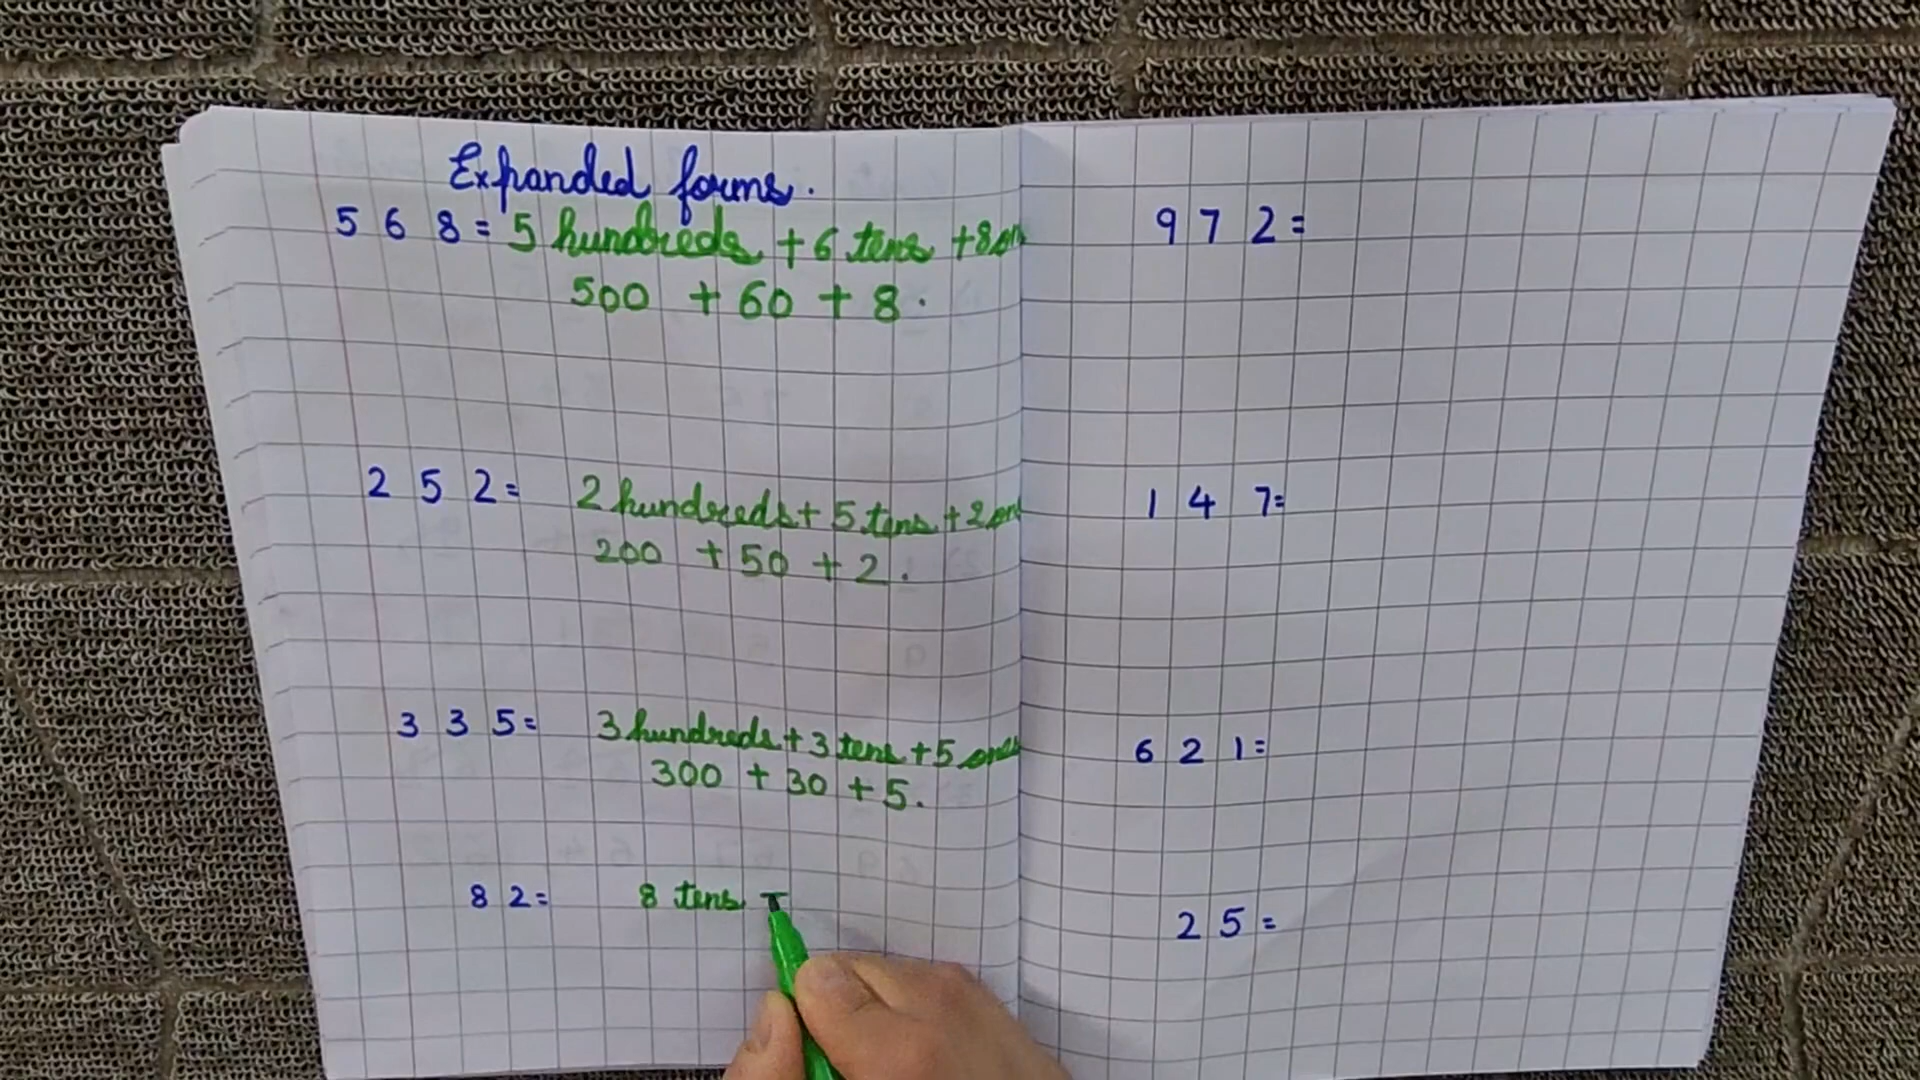 Expanded forms.
5 6 8 = 5 hundreds + 6 tens + 8
500 + 60 + 8.
2 5 2 = 2 hundreds + 5 tens + 2
200 + 50 + 2.
3 3 5 = 3 hundreds + 3 tens + 5 ones
300 + 30 + 5.
8 2 = 8 tens
9 7 2 =
1 4 7 =
6 2 1 =
2 5 =